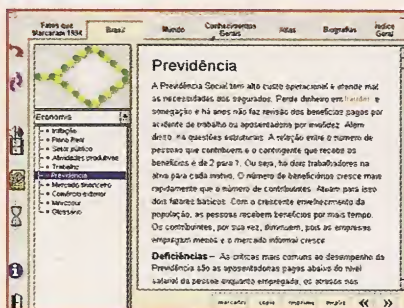 Fatos que
Marcaram 1994
Brasil
Mundo
Conhecimentos
Gerais
Atlas
Biografias
Índice
Geral
Economia
Inflação
Plano Real
Setor público
Atividades produtivas
Trabalho
Previdência
Mercado financeiro
Comércio exterior
Mercosul
Glossário
Previdência
A Previdência Social tem alto custo operacional e atende mal
as necessidades dos segurados. Perde dinheiro em fraudes e
sonegação e há anos não faz revisão dos benefícios pagos por
acidente de trabalho ou aposentadoria por invalidez. Além
disto, há questões estruturais. A relação entre o número de
pessoas que contribuem e o contingente que recebe os
benefícios é de 2 para 1. Ou seja, há dois trabalhadores na
ativa para cada inativo. O número de beneficiários cresce mais
rapidamente que o número de contribuintes. Atuam para isso
dois fatores básicos. Com o crescente envelhecimento da
população, as pessoas recebem benefícios por mais tempo.
Os contribuintes, por sua vez, diminuem, pois as empresas
empregam menos e o mercado informal cresce.
Deficiências – As críticas mais comuns ao desempenho da
Previdência são as aposentadorias pagas abaixo do nível
salarial da pessoa enquanto empregada, os atrasos nas
marcador
copia
imprime